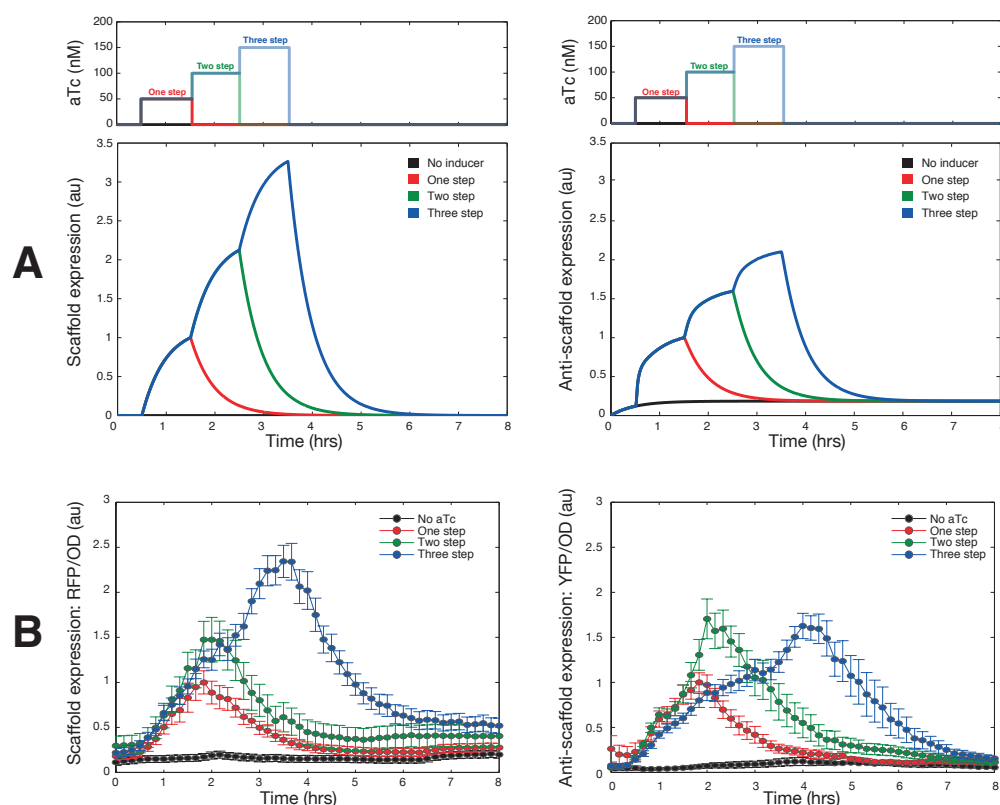 A
aTc (nM)
200
150
100
50
0
One step
Two step
Three step
Scaffold expression (au)
3.5
3
2.5
2
1.5
1
0.5
0
No inducer
One step
Two step
Three step
0 1 2 3 4 5 6 7 8
Time (hrs)
aTc (nM)
200
150
100
50
0
One step
Two step
Three step
Anti-scaffold expression (au)
3.5
3
2.5
2
1.5
1
0.5
0
No inducer
One step
Two step
Three step
0 1 2 3 4 5 6 7 8
Time (hrs)
B
Scaffold expression: RFP/OD (au)
3
2.5
2
1.5
1
0.5
0
No aTc
One step
Two step
Three step
0 1 2 3 4 5 6 7 8
Time (hrs)
Anti-scaffold expression: YFP/OD (au)
3
2.5
2
1.5
1
0.5
0
No aTc
One step
Two step
Three step
0 1 2 3 4 5 6 7 8
Time (hrs)